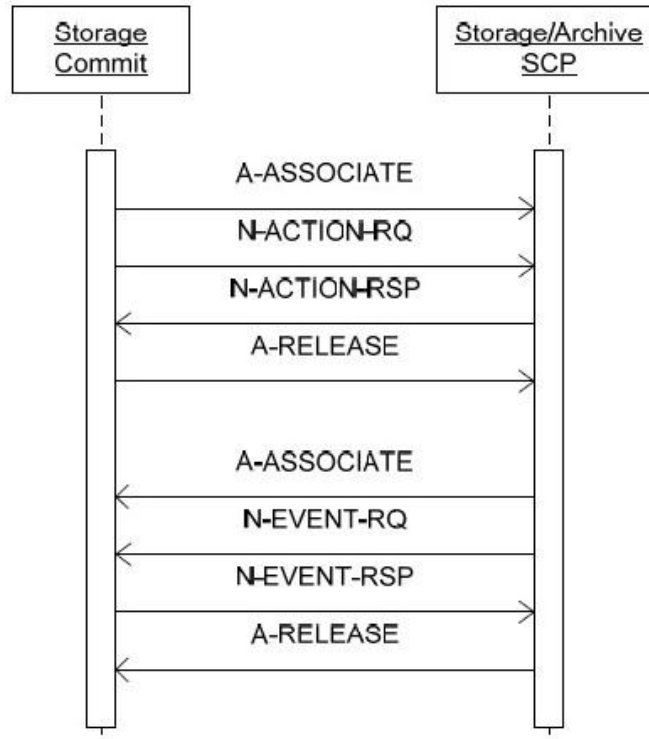 Storage
Commit
Storage/Archive
SCP
A-ASSOCIATE
N-ACTION-RQ
N-ACTION-RSP
A-RELEASE
A-ASSOCIATE
N-EVENT-RQ
N-EVENT-RSP
A-RELEASE